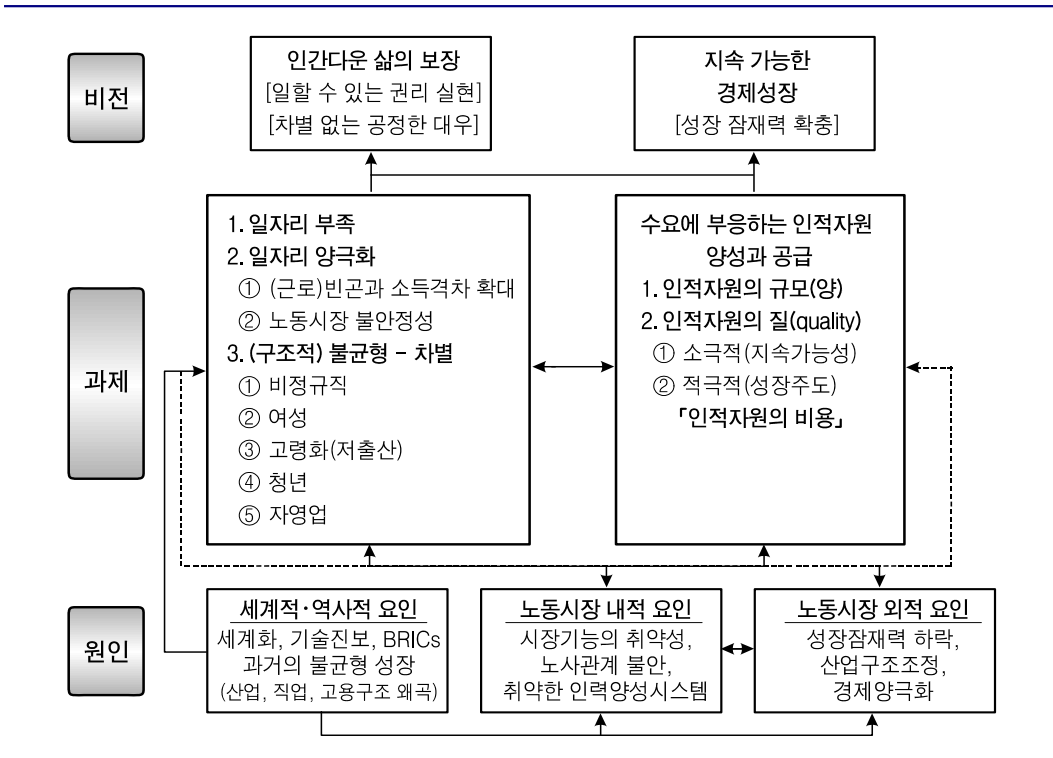 비전
인간다운 삶의 보장
[일할 수 있는 권리 실현]
[차별 없는 공정한 대우]
지속 가능한
경제성장
[성장 잠재력 확충]
과제
1. 일자리 부족
2. 일자리 양극화
① (근로)빈곤과 소득격차 확대
② 노동시장 불안정성
3. (구조적) 불균형 - 차별
① 비정규직
② 여성
③ 고령화(저출산)
④ 청년
⑤ 자영업
수요에 부응하는 인적자원
양성과 공급
1. 인적자원의 규모(양)
2. 인적자원의 질(quality)
① 소극적(지속가능성)
② 적극적(성장주도)
「인적자원의 비용」
원인
세계적·역사적 요인
세계화, 기술진보, BRICs
과거의 불균형 성장
(산업, 직업, 고용구조 왜곡)
노동시장 내적 요인
시장기능의 취약성,
노사관계 불안,
취약한 인력양성시스템
노동시장 외적 요인
성장잠재력 하락,
산업구조조정,
경제양극화